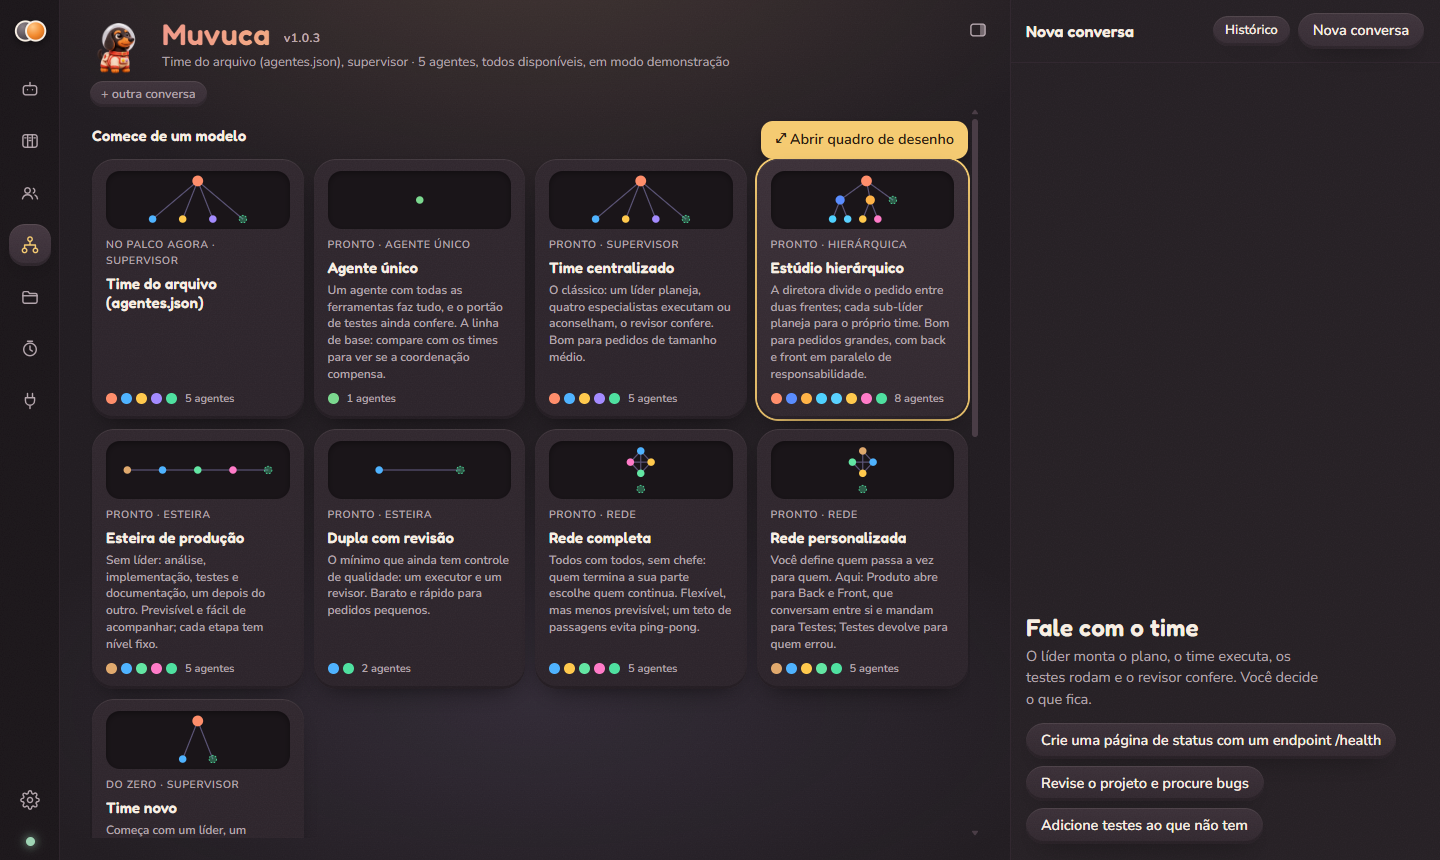 Muvuca v1.0.3
Time do arquivo (agentes.json), supervisor · 5 agentes, todos disponíveis, em modo demonstração
+ outra conversa
Comece de um modelo
Abrir quadro de desenho
NO PALCO AGORA ·
SUPERVISOR
Time do arquivo
(agentes.json)
5 agentes
PRONTO · AGENTE ÚNICO
Agente único
Um agente com todas as
ferramentas faz tudo, e o portão
de testes ainda confere. A linha
de base: compare com os times
para ver se a coordenação
compensa.
1 agentes
PRONTO · SUPERVISOR
Time centralizado
O clássico: um líder planeja,
quatro especialistas executam ou
aconselham, o revisor confere.
Bom para pedidos de tamanho
médio.
5 agentes
PRONTO · HIERÁRQUICA
Estúdio hierárquico
A diretora divide o pedido entre
duas frentes; cada sub-líder
planeja para o próprio time. Bom
para pedidos grandes, com back
e front em paralelo de
responsabilidade.
8 agentes
PRONTO · ESTEIRA
Esteira de produção
Sem líder: análise,
implementação, testes e
documentação, um depois do
outro. Previsível e fácil de
acompanhar; cada etapa tem
nível fixo.
5 agentes
PRONTO · ESTEIRA
Dupla com revisão
O mínimo que ainda tem controle
de qualidade: um executor e um
revisor. Barato e rápido para
pedidos pequenos.
2 agentes
PRONTO · REDE
Rede completa
Todos com todos, sem chefe:
quem termina a sua parte
escolhe quem continua. Flexível,
mas menos previsível; um teto de
passagens evita ping-pong.
5 agentes
PRONTO · REDE
Rede personalizada
Você define quem passa a vez
para quem. Aqui: Produto abre
para Back e Front, que
conversam entre si e mandam
para Testes; Testes devolve para
quem errou.
5 agentes
DO ZERO · SUPERVISOR
Time novo
Começa com um líder, um
Nova conversa
Histórico
Nova conversa
Fale com o time
O líder monta o plano, o time executa, os
testes rodam e o revisor confere. Você decide
o que fica.
Crie uma página de status com um endpoint /health
Revise o projeto e procure bugs
Adicione testes ao que não tem